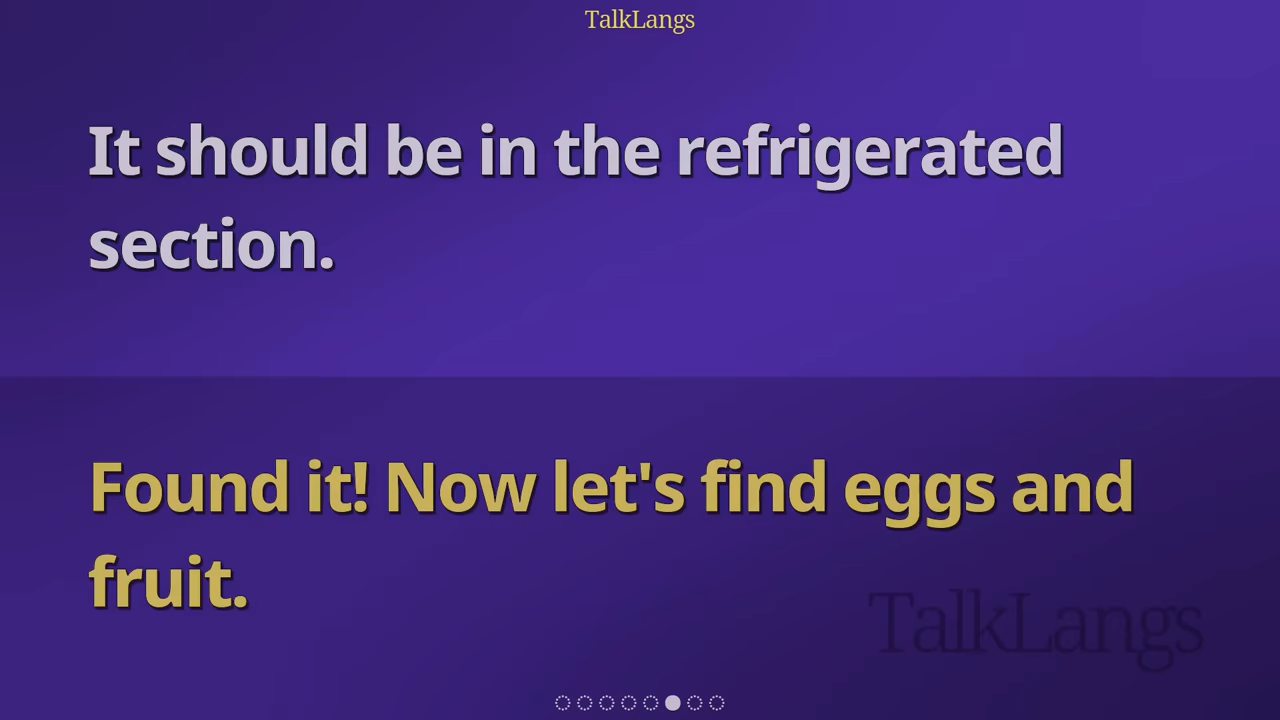 TalkLangs
It should be in the refrigerated
section.
Found it! Now let's find eggs and
fruit.
TalkLangs